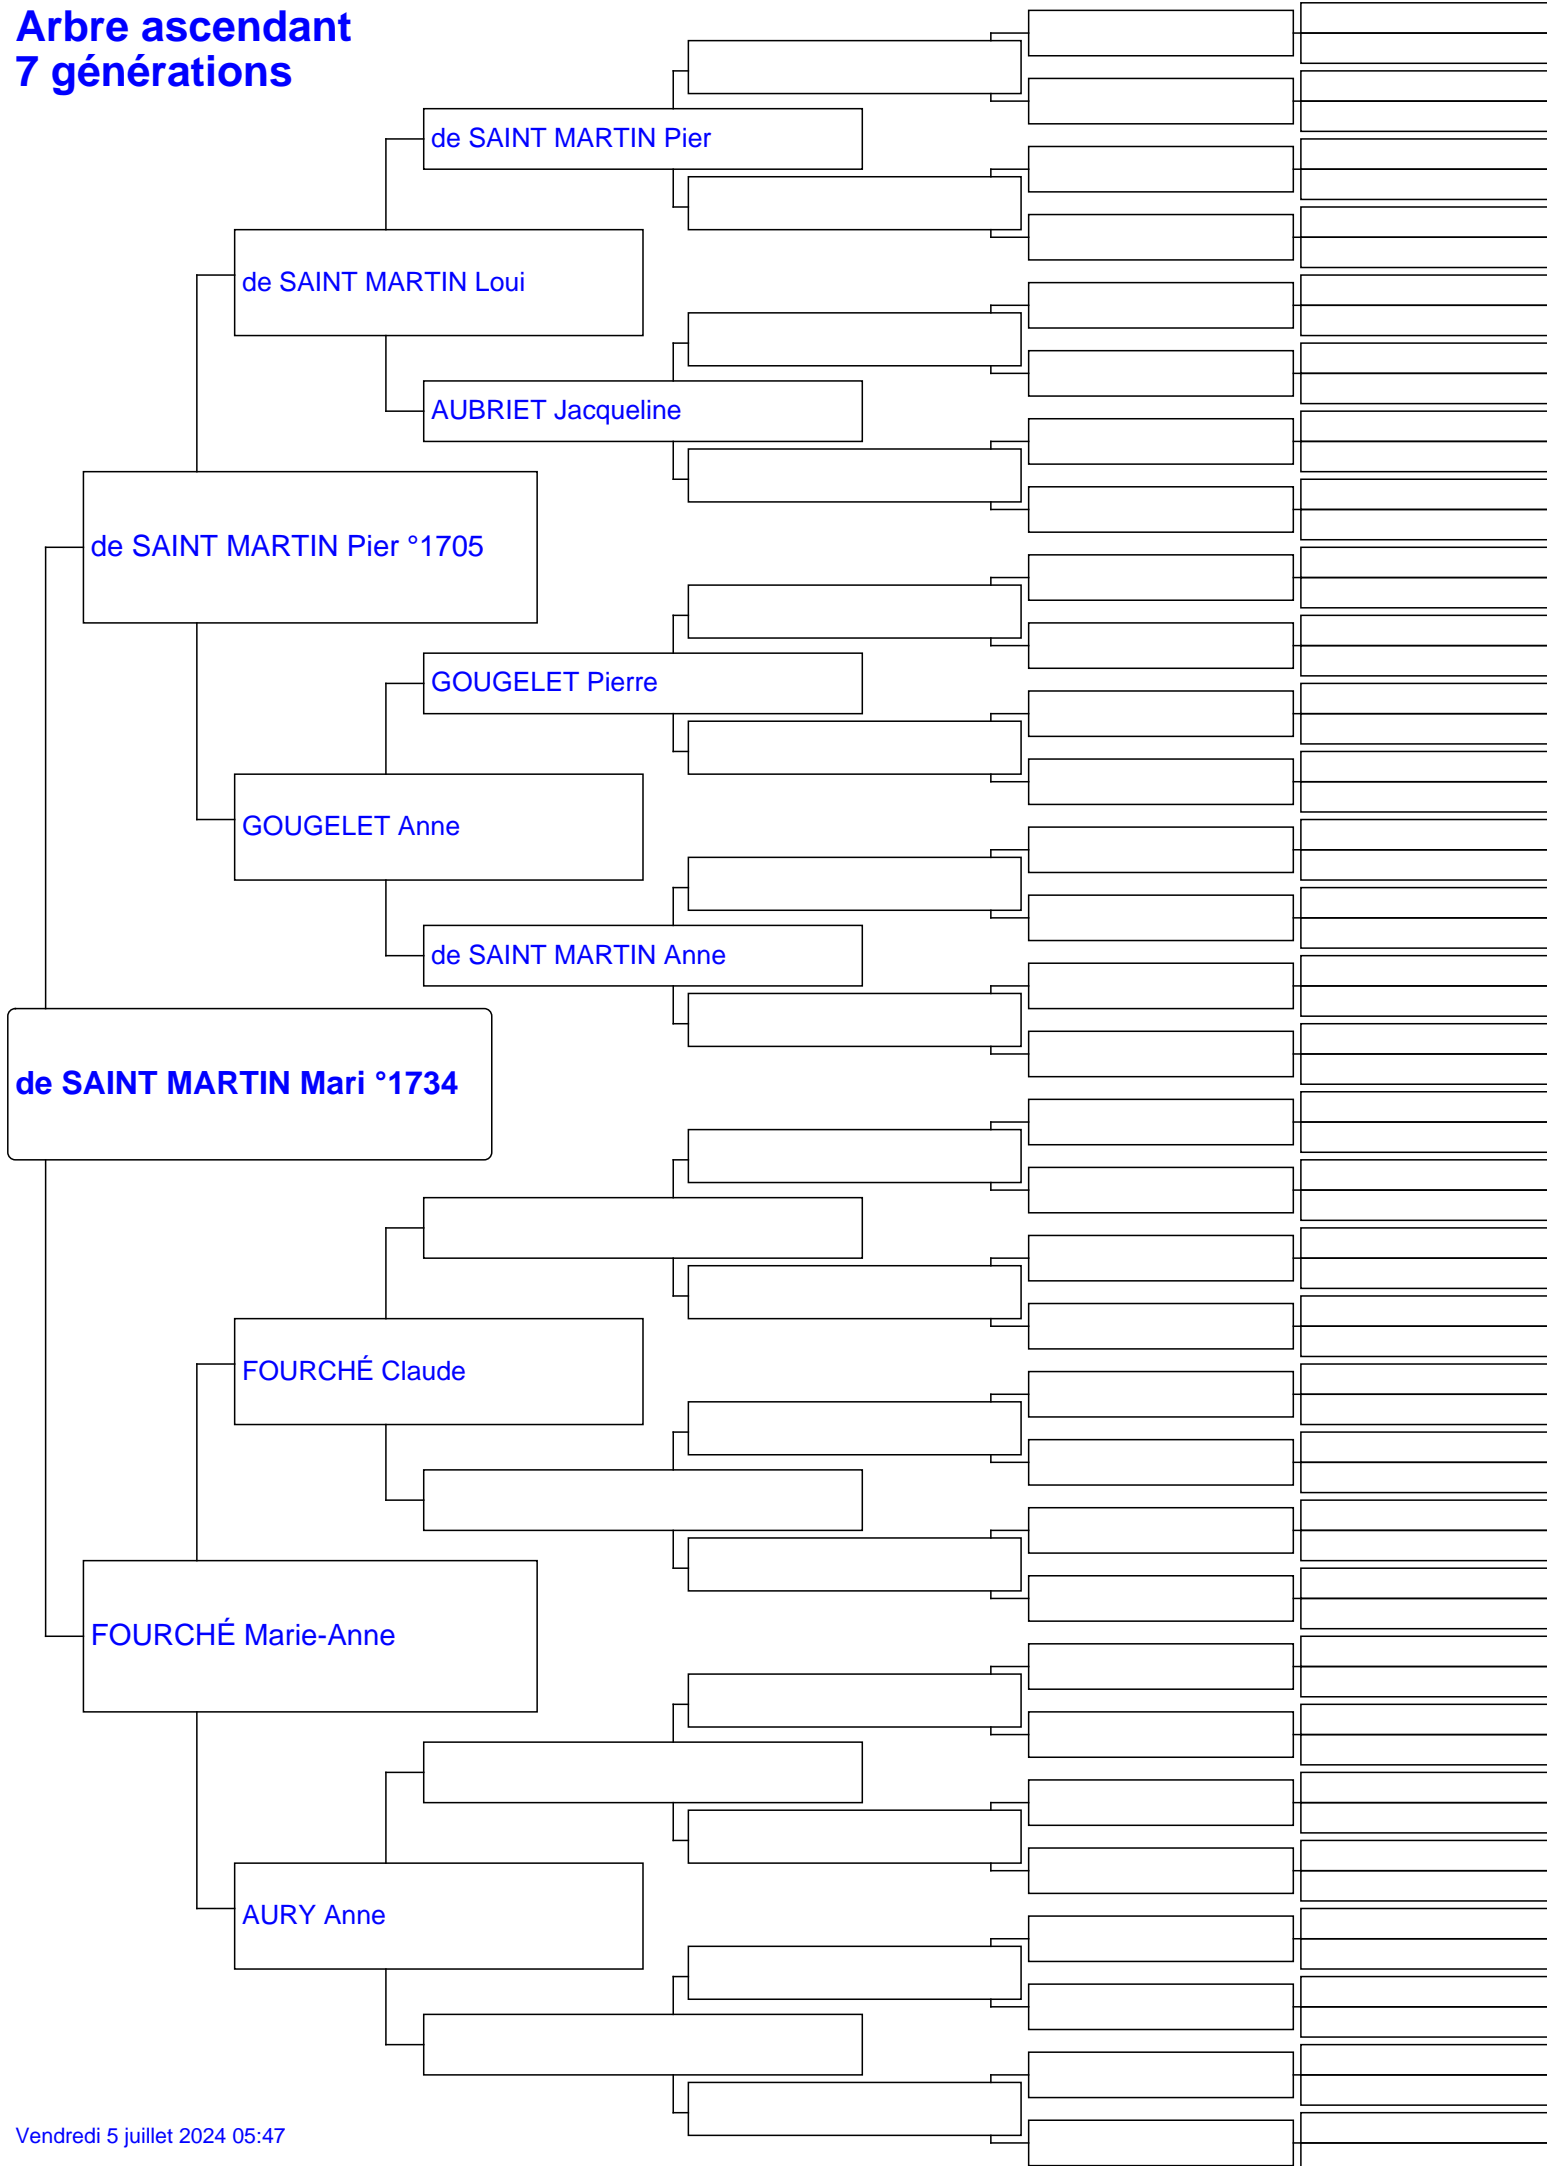 Arbre ascendant
7 générations
de SAINT MARTIN Pier
de SAINT MARTIN Loui
AUBRIET Jacqueline
de SAINT MARTIN Pier °1705
GOUGELET Pierre
GOUGELET Anne
de SAINT MARTIN Anne
de SAINT MARTIN Mari °1734
FOURCHÉ Claude
FOURCHÉ Marie-Anne
AURY Anne
Vendredi 5 juillet 2024 05:47